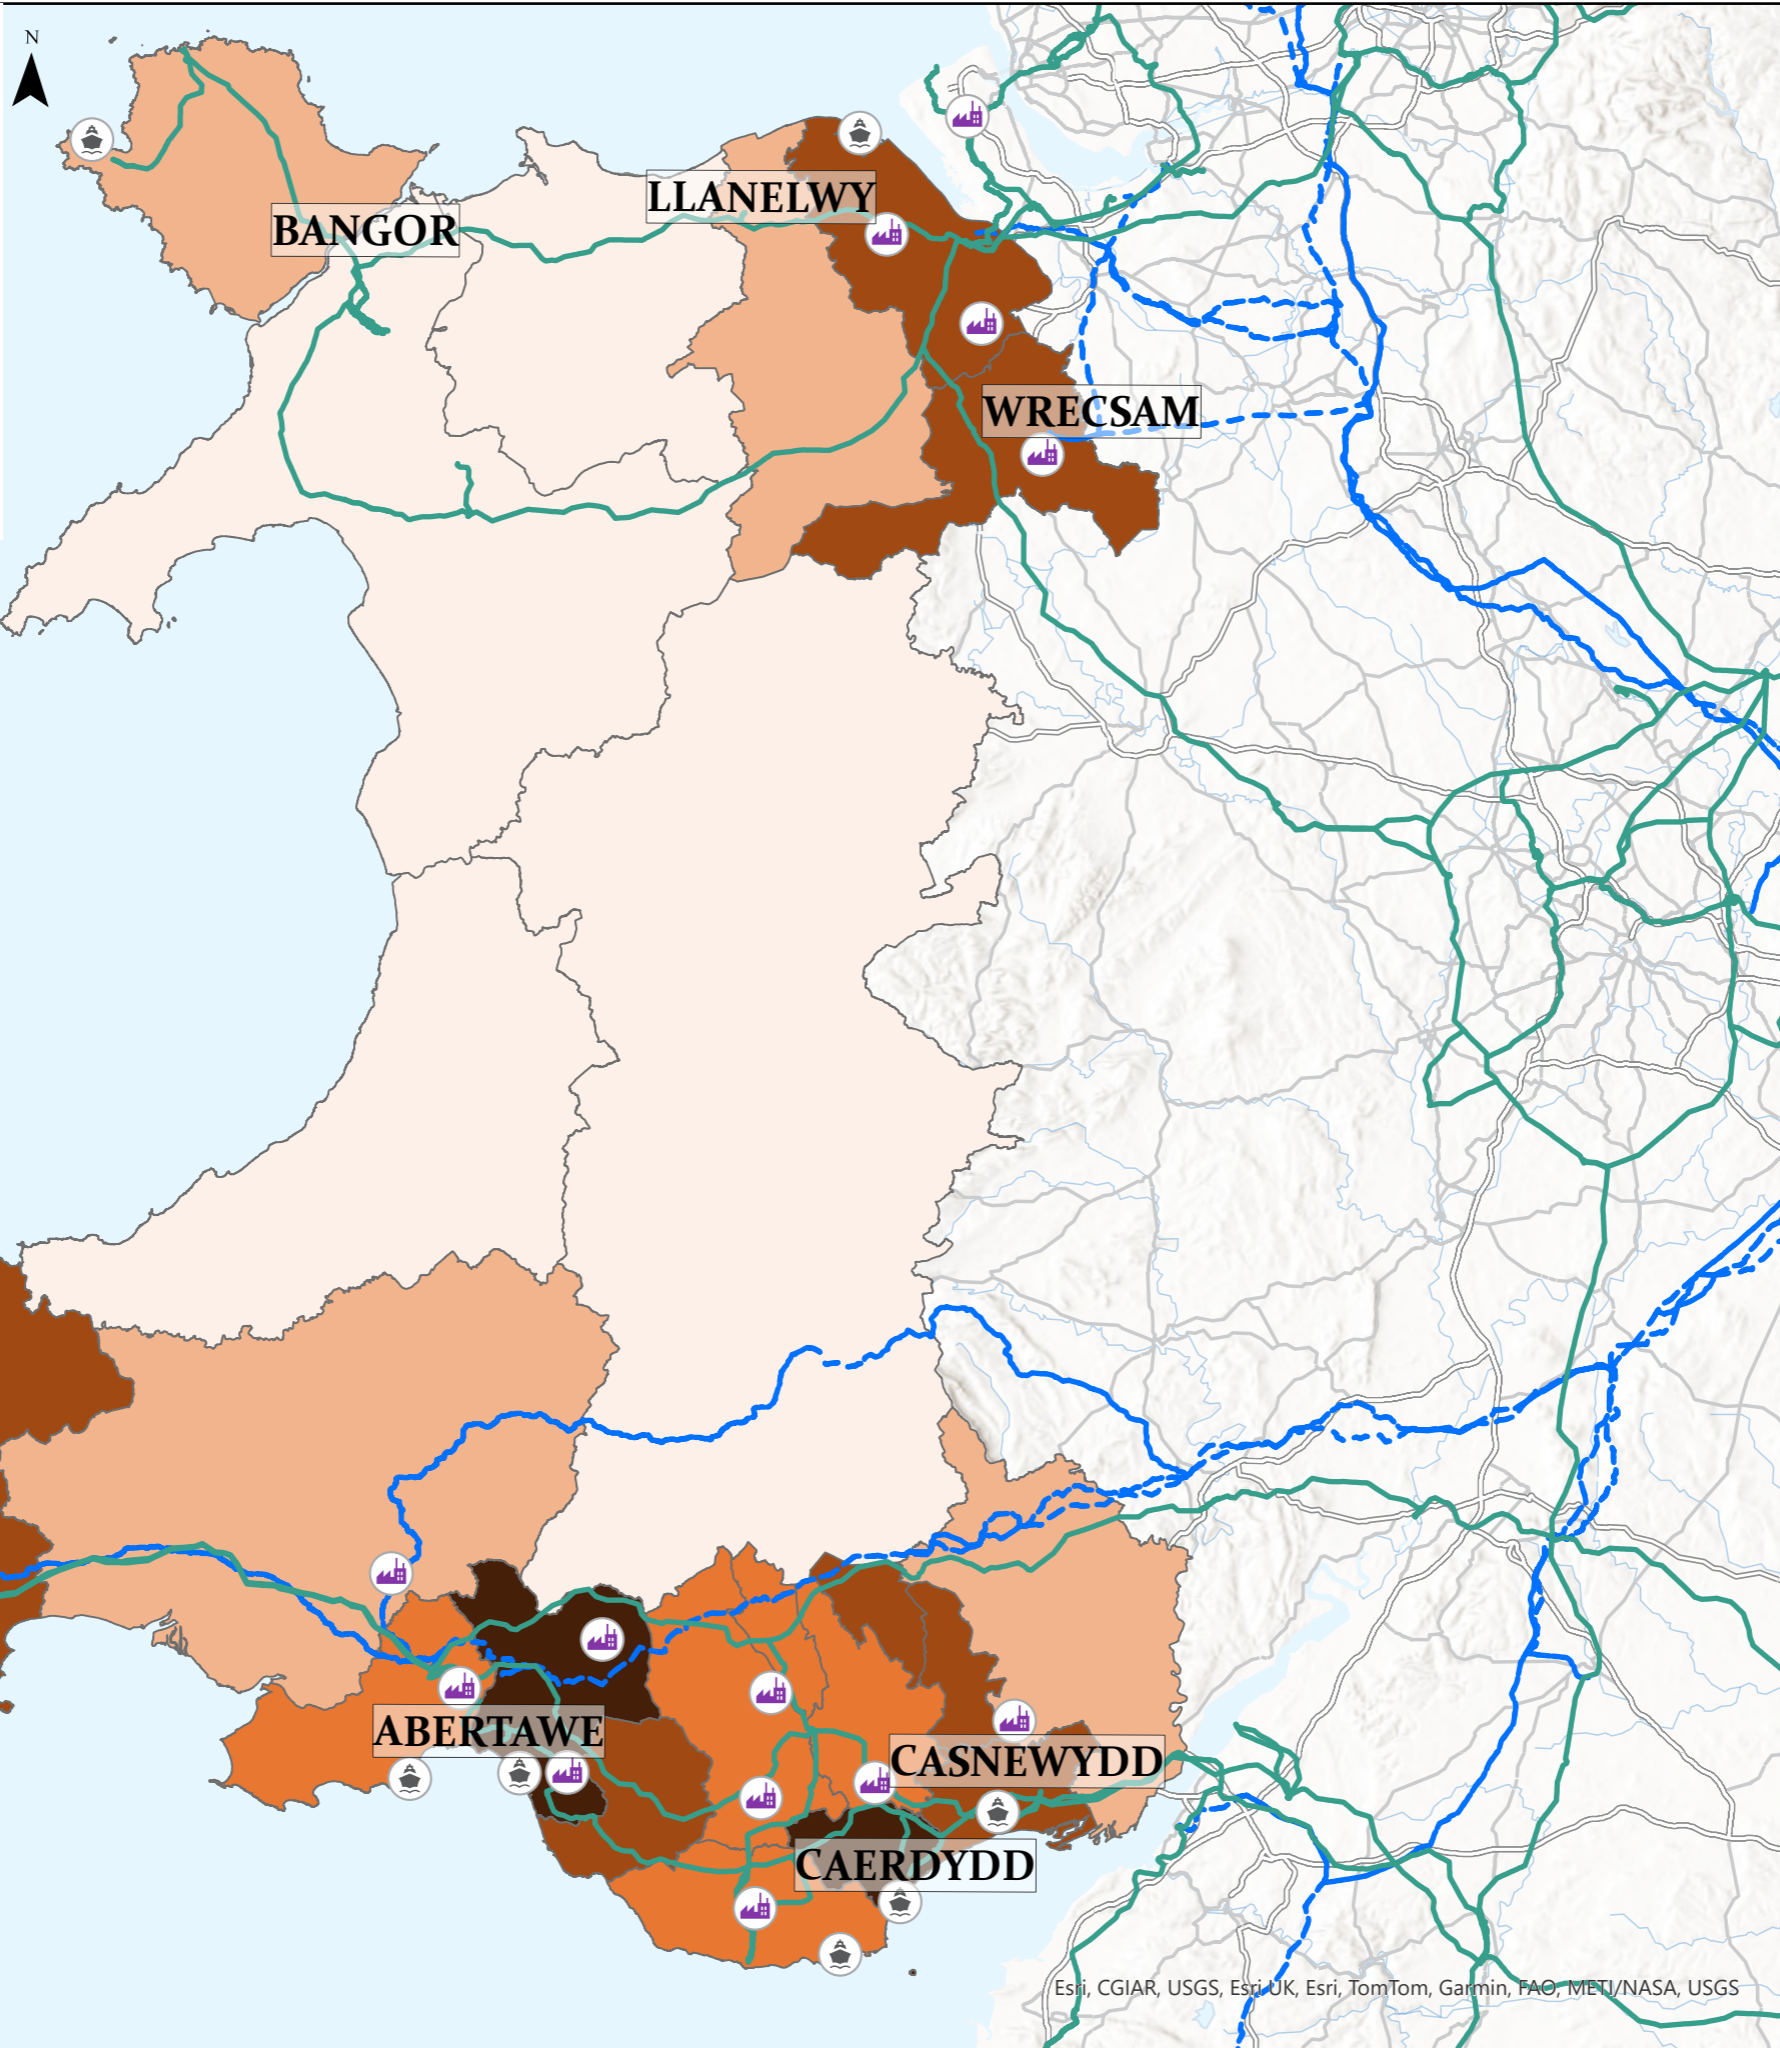 N
LLANELWY
BANGOR
WRECSAM
ABERTAWE
CASNEWYDD
CAERDYDD
Esri, CGIAR, USGS, Esri UK, Esri, TomTom, Garmin, FAO, METI/NASA, USGS